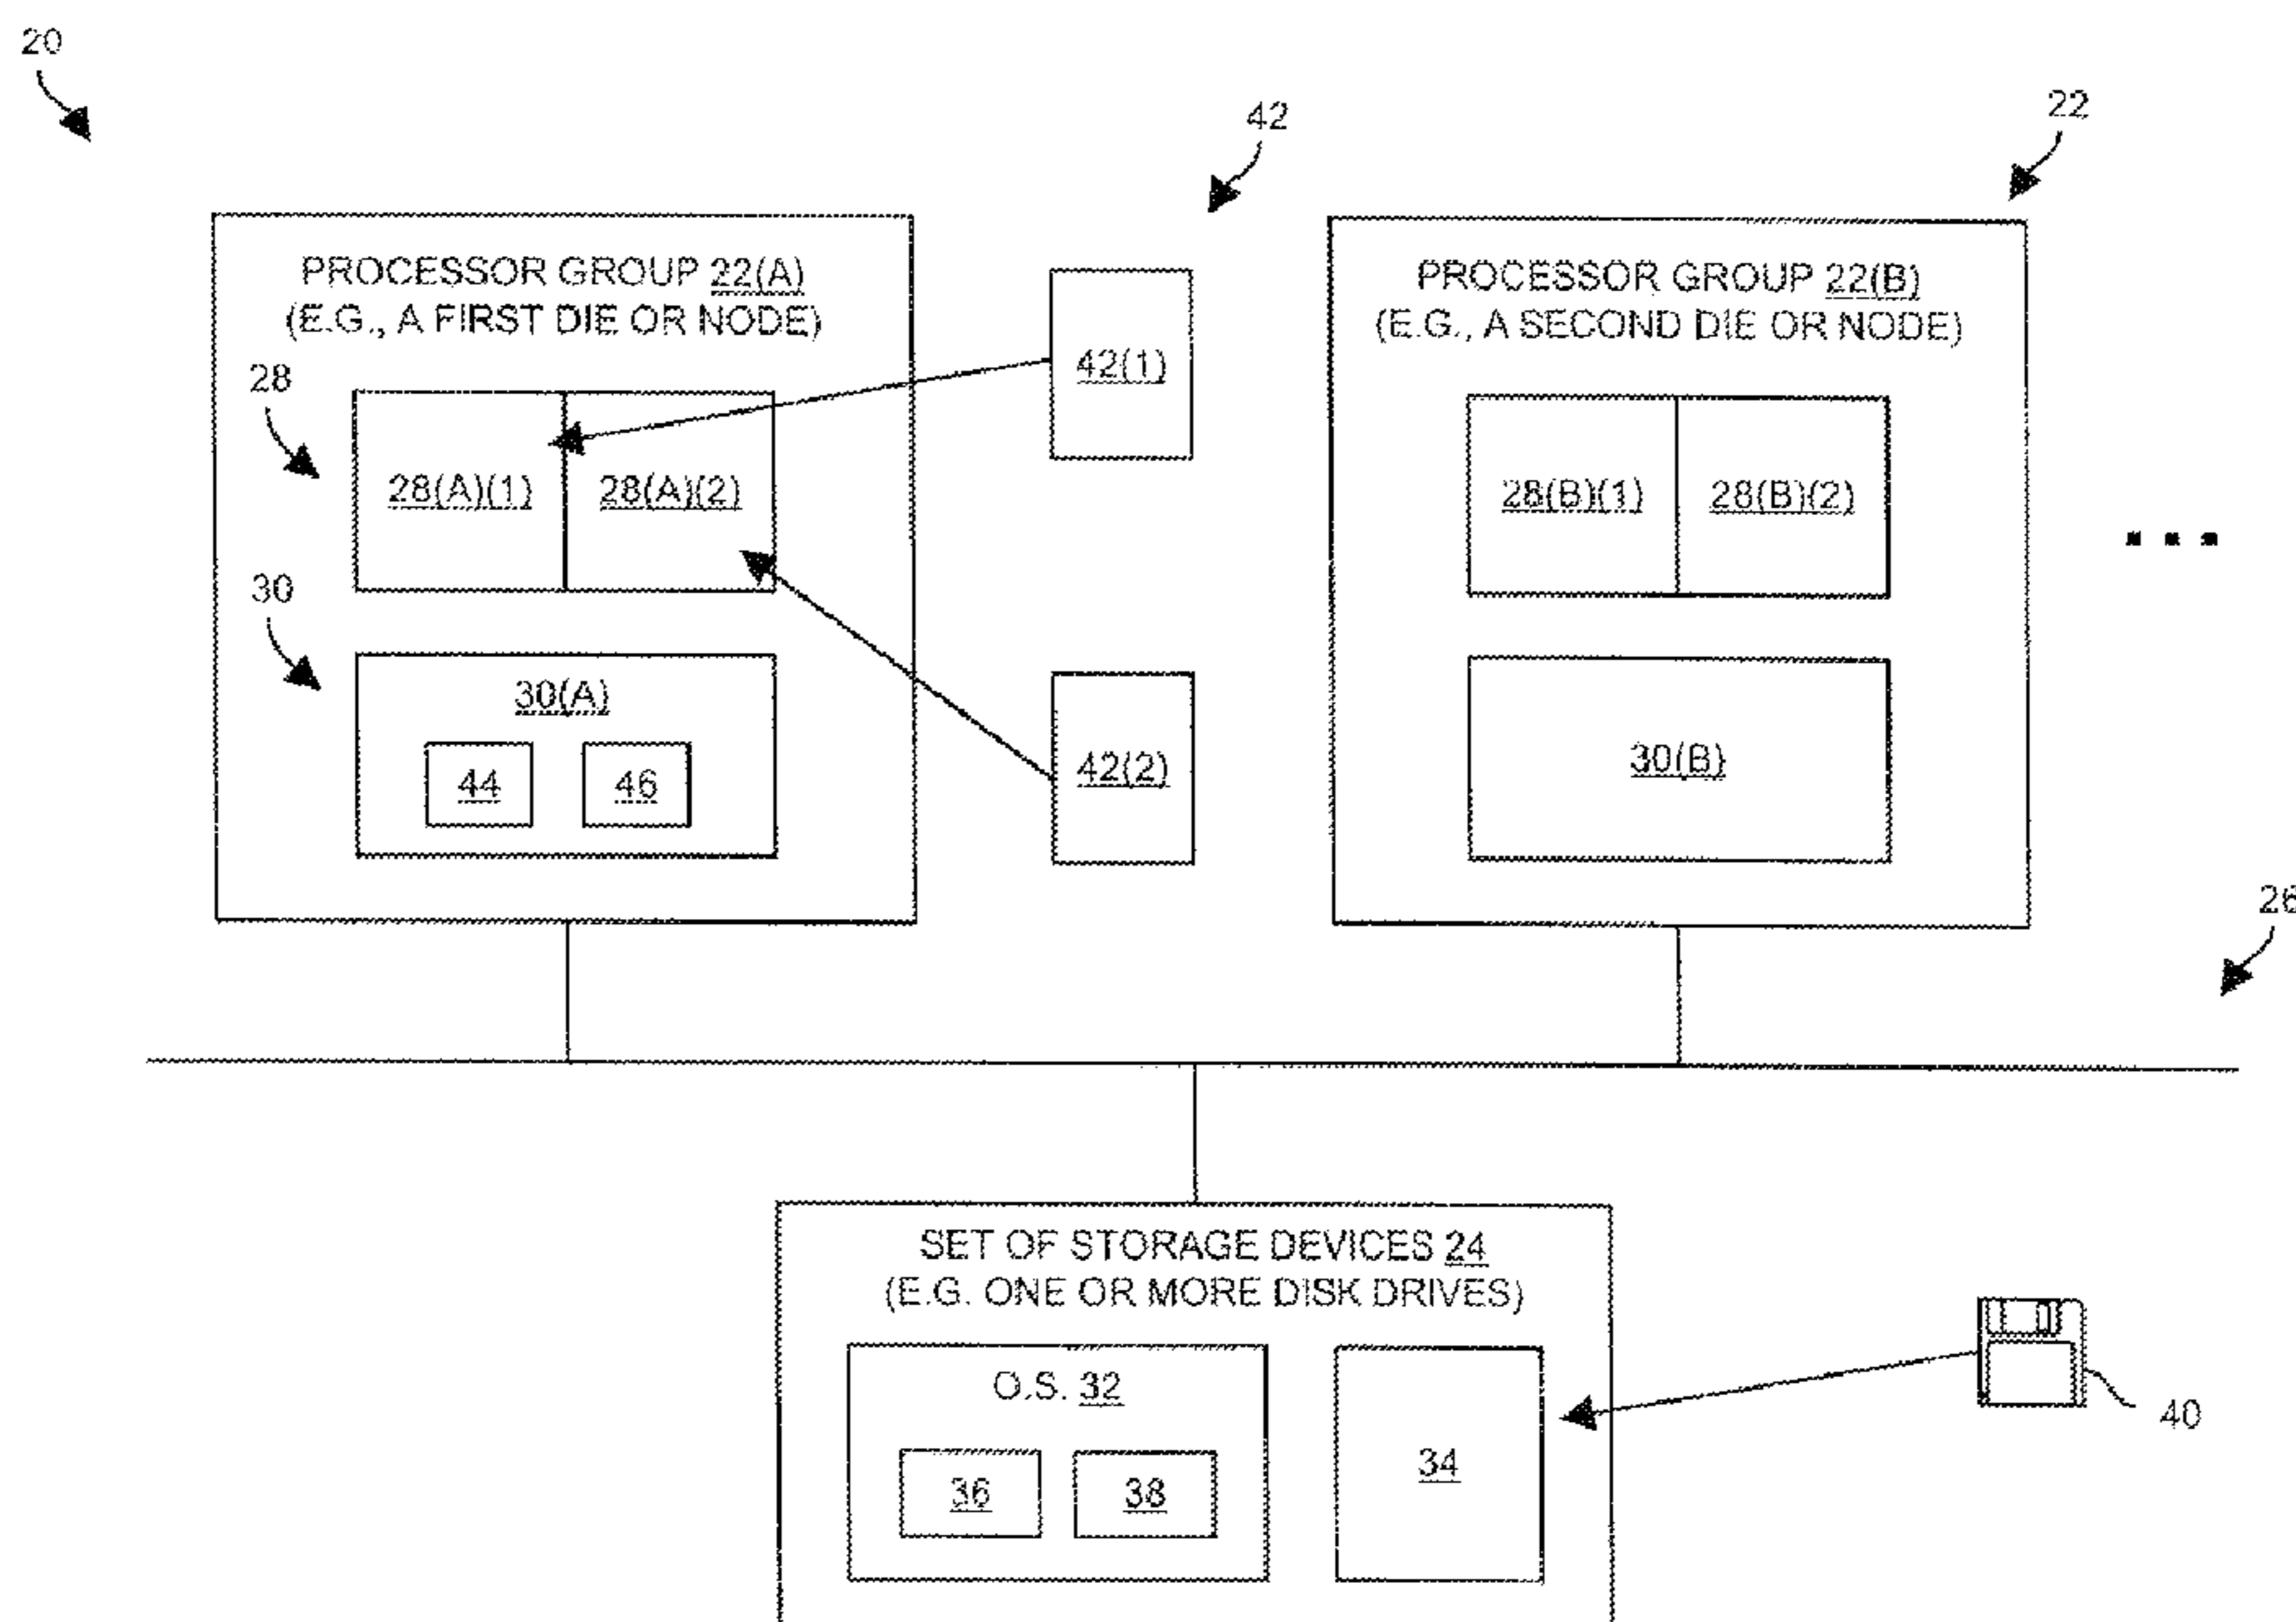 20
42
22
PROCESSOR GROUP 22(A)
(E.G., A FIRST DIE OR NODE)
28
28(A)(1)
28(A)(2)
30
30(A)
44
46
42(1)
42(2)
PROCESSOR GROUP 22(B)
(E.G., A SECOND DIE OR NODE)
28(B)(1)
28(B)(2)
30(B)
26
SET OF STORAGE DEVICES 24
(E.G. ONE OR MORE DISK DRIVES)
O.S. 32
36
38
34
40